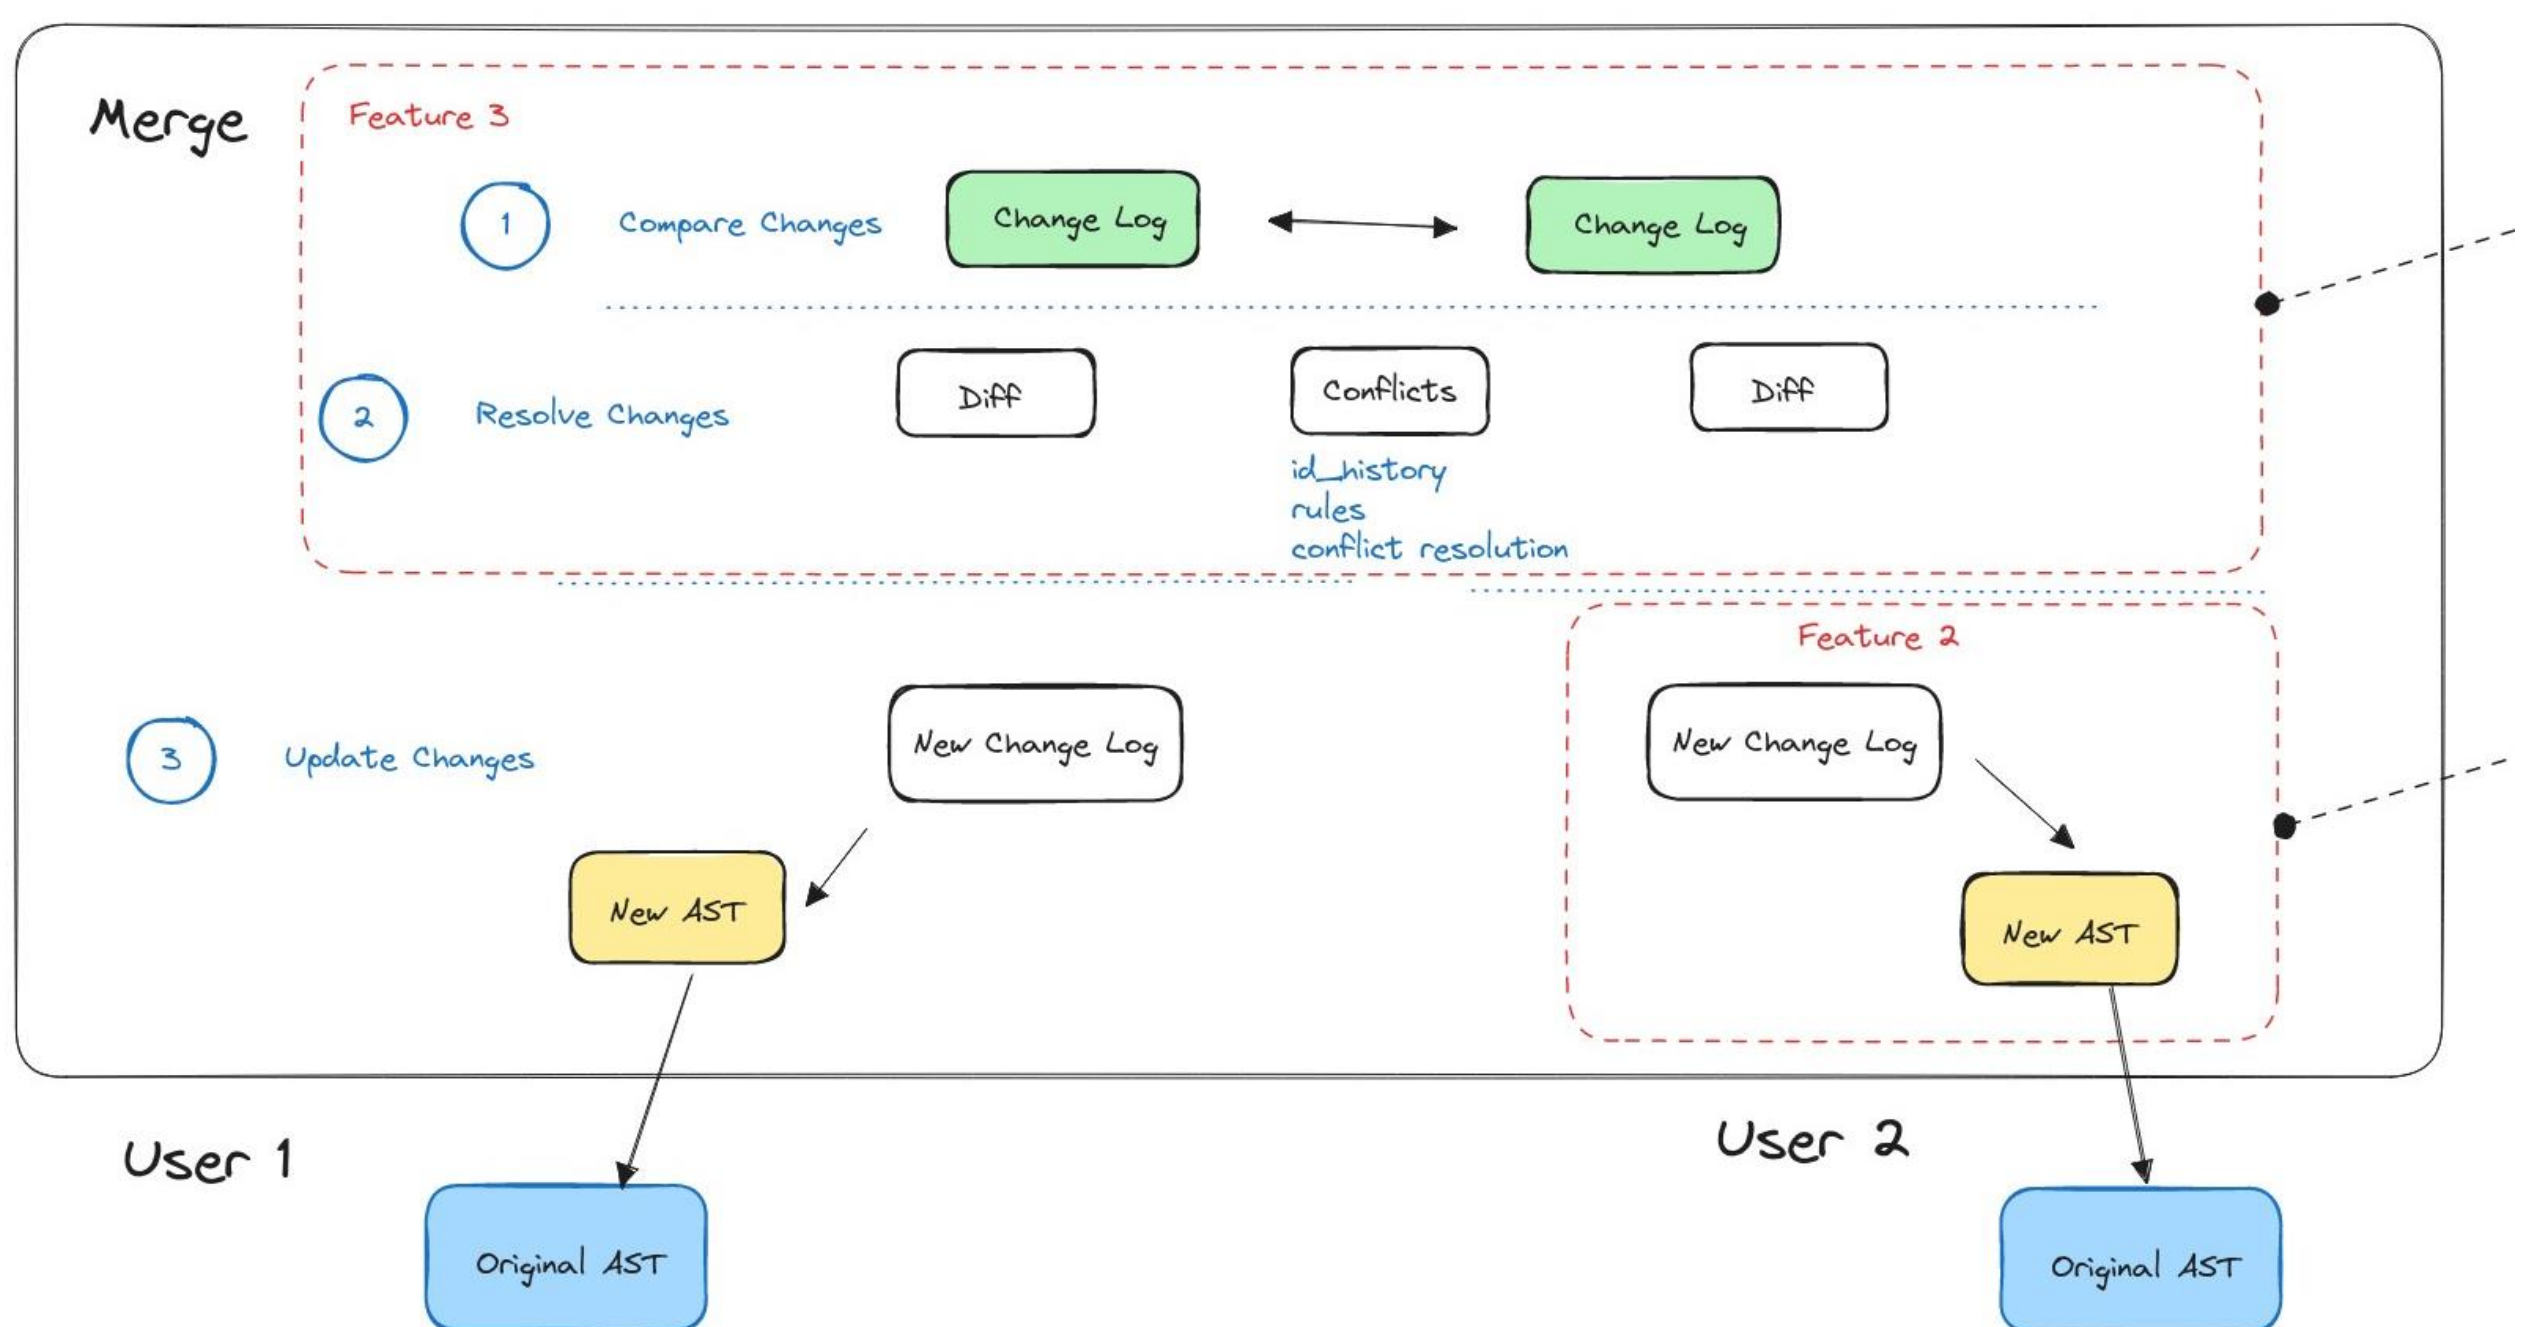 Merge
Feature 3
1
Compare Changes
Change Log
Change Log
2
Resolve Changes
Diff
Conflicts
Diff
id_history
rules
conflict resolution
Feature 2
3
Update Changes
New Change Log
New Change Log
New AST
New AST
User 1
User 2
Original AST
Original AST